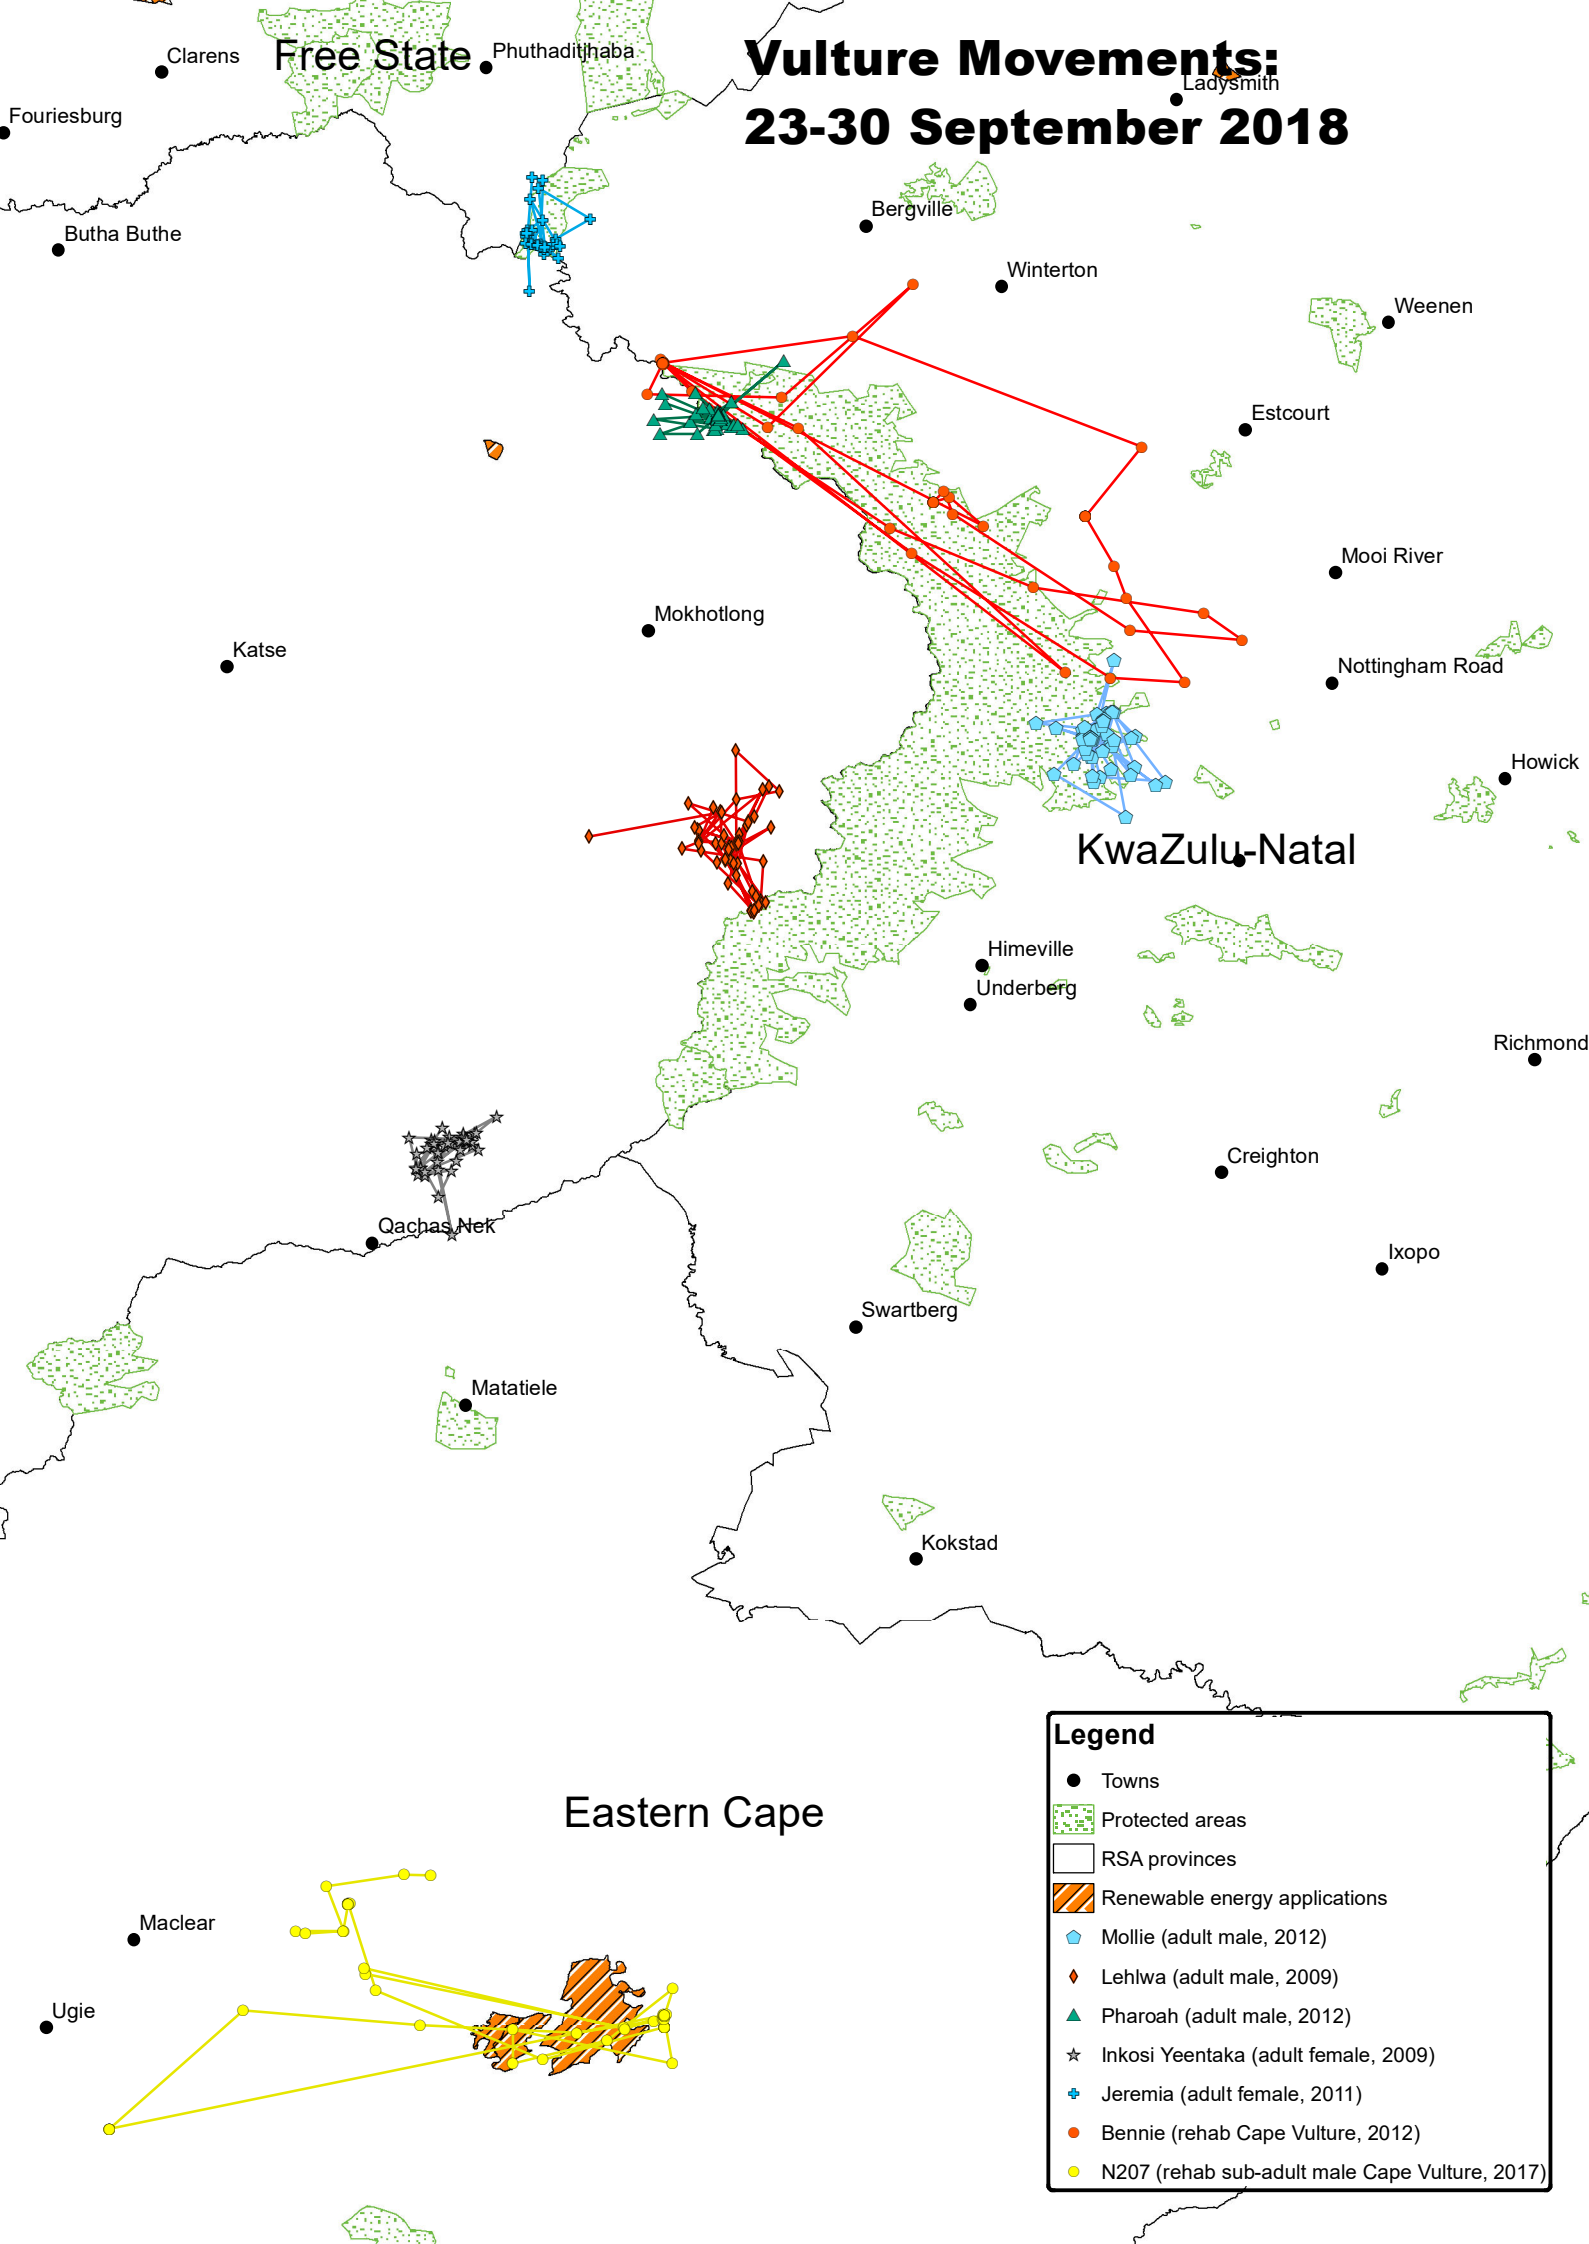 Vulture Movements:
23-30 September 2018
Clarens
Free State
Phuthaditjhaba
Ladysmith
Fouriesburg
Bergville
Butha Buthe
Winterton
Weenen
Estcourt
Mooi River
Mokhotlong
Katse
Nottingham Road
Howick
KwaZulu-Natal
Himeville
Underberg
Richmond
Creighton
Qachas Nek
Ixopo
Swartberg
Matatiele
Kokstad
Eastern Cape
Maclear
Ugie
Legend
Towns
Protected areas
RSA provinces
Renewable energy applications
Mollie (adult male, 2012)
Lehlwa (adult male, 2009)
Pharoah (adult male, 2012)
Inkosi Yeentaka (adult female, 2009)
Jeremia (adult female, 2011)
Bennie (rehab Cape Vulture, 2012)
N207 (rehab sub-adult male Cape Vulture, 2017)